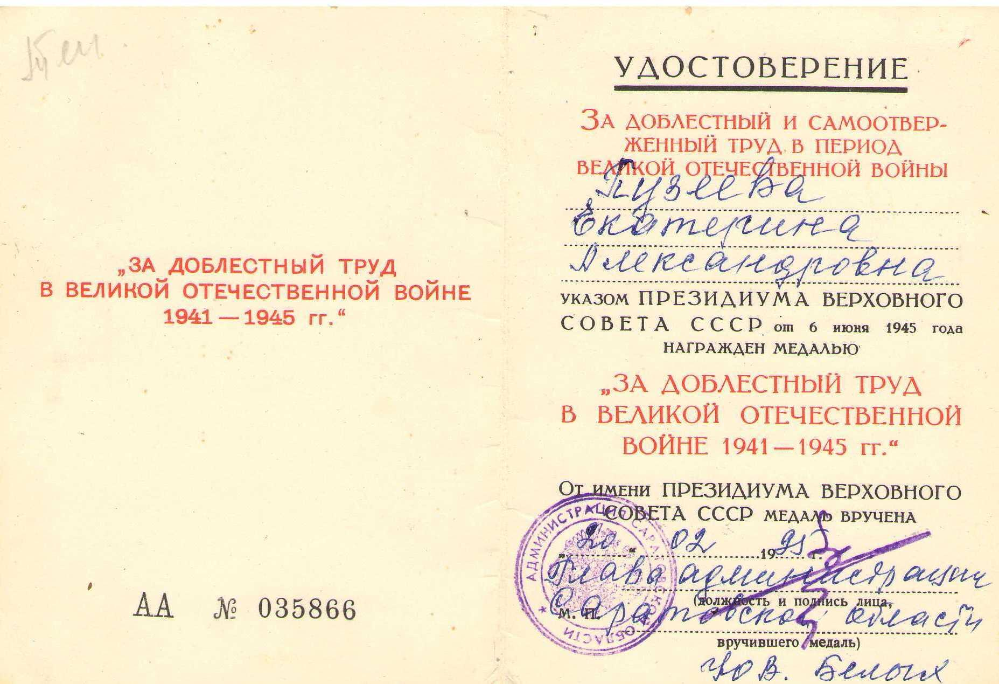 „ЗА ДОБЛЕСТНЫЙ ТРУД
В ВЕЛИКОЙ ОТЕЧЕСТВЕННОЙ ВОЙНЕ
1941 — 1945 гг.“
АА № 035866
УДОСТОВЕРЕНИЕ
ЗА ДОБЛЕСТНЫЙ И САМООТВЕР-
ЖЕННЫЙ ТРУД В ПЕРИОД
ВЕЛИКОЙ ОТЕЧЕСТВЕННОЙ ВОЙНЫ
Гузеева
Екатерина
Александровна
УКАЗОМ ПРЕЗИДИУМА ВЕРХОВНОГО
СОВЕТА СССР от 6 июня 1945 года
НАГРАЖДЕН МЕДАЛЬЮ
„ЗА ДОБЛЕСТНЫЙ ТРУД
В ВЕЛИКОЙ ОТЕЧЕСТВЕННОЙ
ВОЙНЕ 1941 — 1945 гг.“
ОТ ИМЕНИ ПРЕЗИДИУМА ВЕРХОВНОГО
СОВЕТА СССР МЕДАЛЬ ВРУЧЕНА
„20“ 02 1995 г.
Глава администрации
(должность и подпись лица,
М. П. Саратовской области
вручившего медаль)
Ю В. Белых
АДМИНИСТРАЦИЯ САРАТОВСКОЙ ОБЛАСТИ